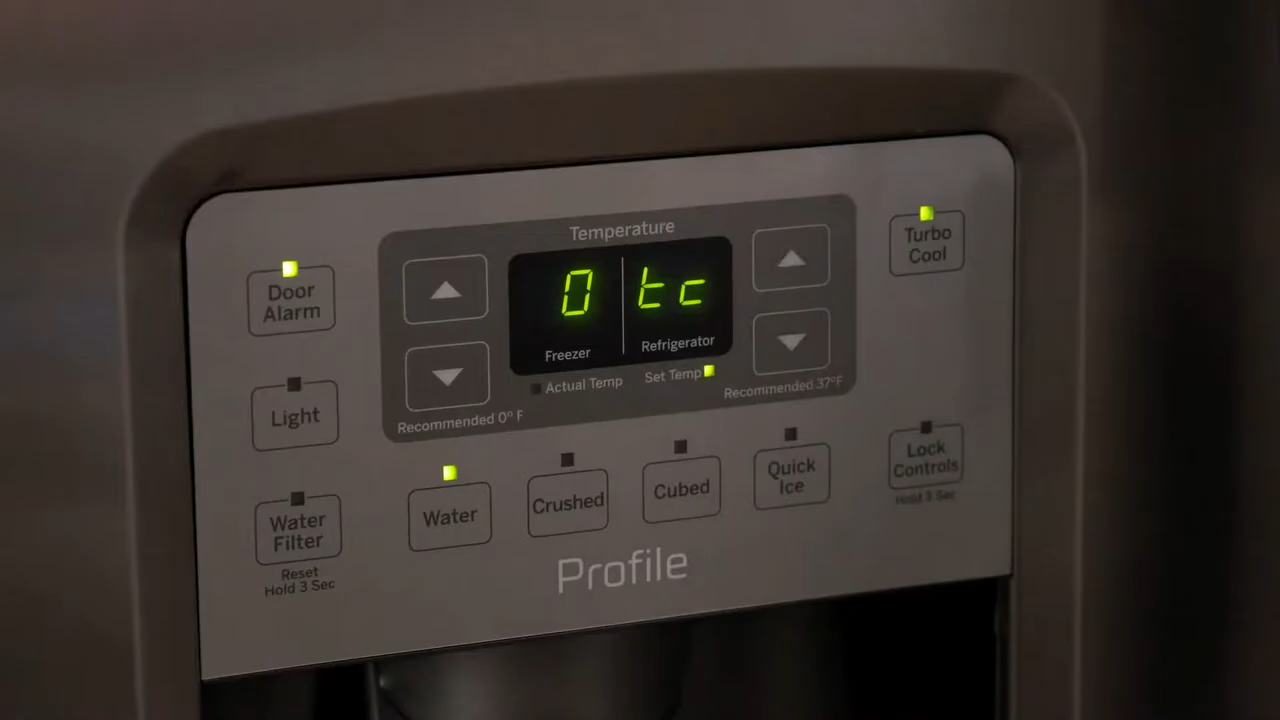 Temperature
Turbo
Cool
Door
Alarm
0 tc
Freezer
Refrigerator
Actual Temp
Set Temp
Recommended 0º F
Recommended 37ºF
Light
Lock
Controls
Hold 3 Sec
Water
Filter
Reset
Hold 3 Sec
Water
Crushed
Cubed
Quick
Ice
Profile